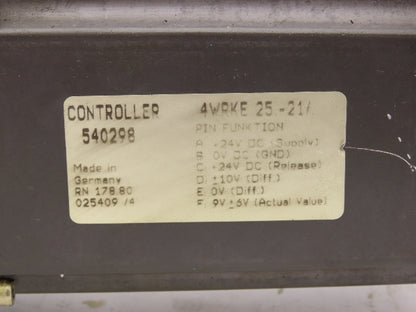 CONTROLLER 4WRKE 25.-21/
540298 PIN FUNKTION
A +24V DC (Supply)
B 0V DC (GND)
Made in C +24V DC (Release)
Germany D ±10V (Diff.)
RN 178.80 E 0V (Diff.)
025409 /4 F 9V ±6V (Actual Value)